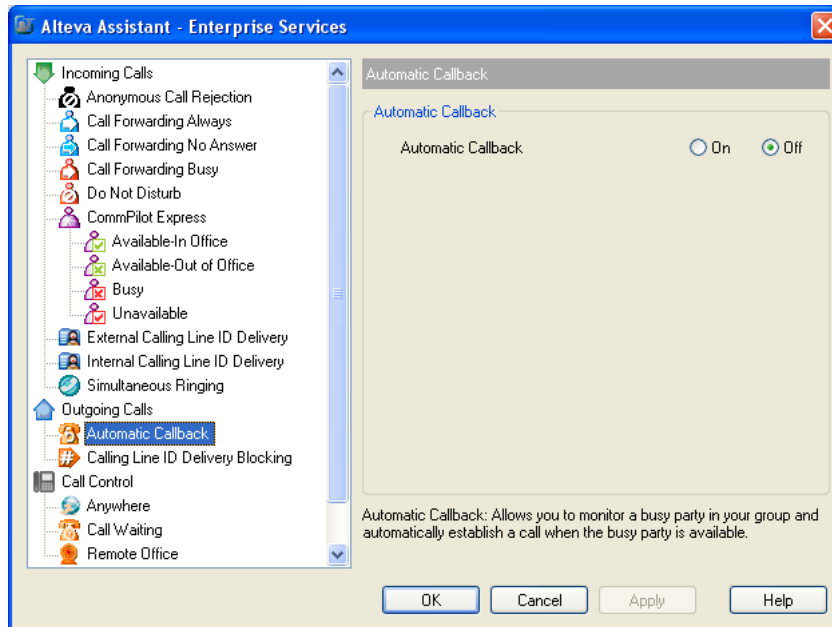 Alteva Assistant - Enterprise Services
Incoming Calls
Anonymous Call Rejection
Call Forwarding Always
Call Forwarding No Answer
Call Forwarding Busy
Do Not Disturb
CommPilot Express
Available-In Office
Available-Out of Office
Busy
Unavailable
External Calling Line ID Delivery
Internal Calling Line ID Delivery
Simultaneous Ringing
Outgoing Calls
Automatic Callback
Calling Line ID Delivery Blocking
Call Control
Anywhere
Call Waiting
Remote Office
Automatic Callback
Automatic Callback
Automatic Callback On Off
Automatic Callback: Allows you to monitor a busy party in your group and
automatically establish a call when the busy party is available.
OK Cancel Apply Help